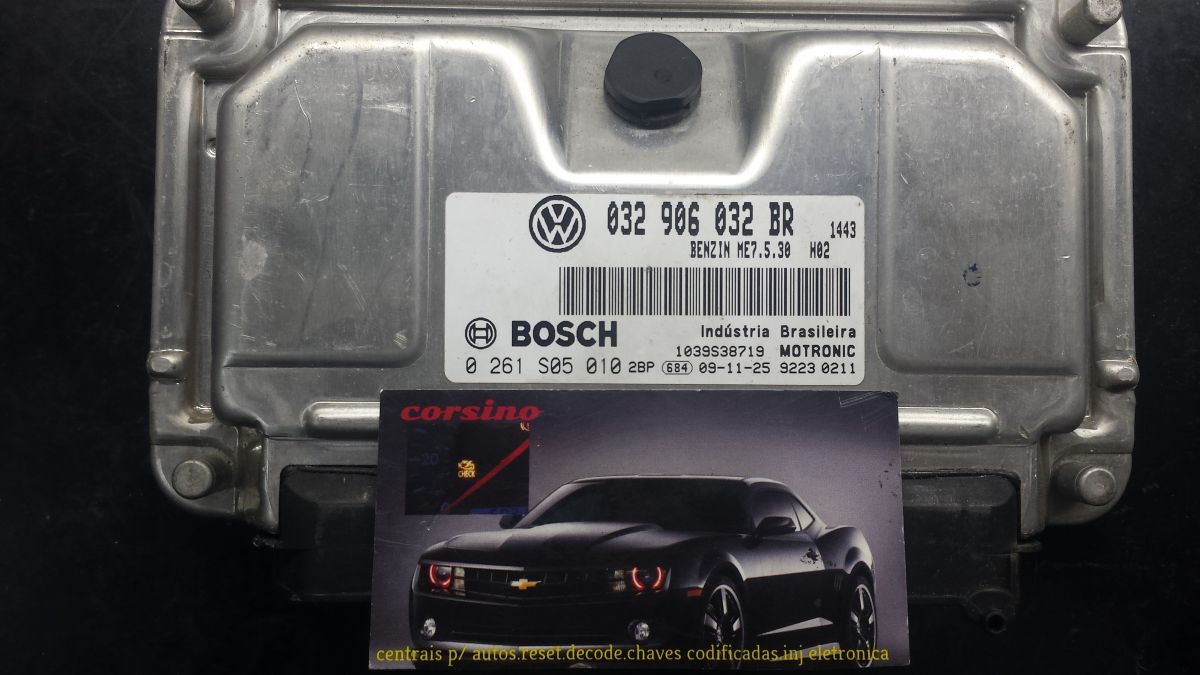 032 906 032 BR 1443
BENZIN ME7.5.30 H02
BOSCH Indústria Brasileira
1039S38719 MOTRONIC
0 261 S05 010 2BP 684 09-11-25 9223 0211
corsino
20
CHECK
centrais p/ autos.reset.decode.chaves codificadas.inj eletronica